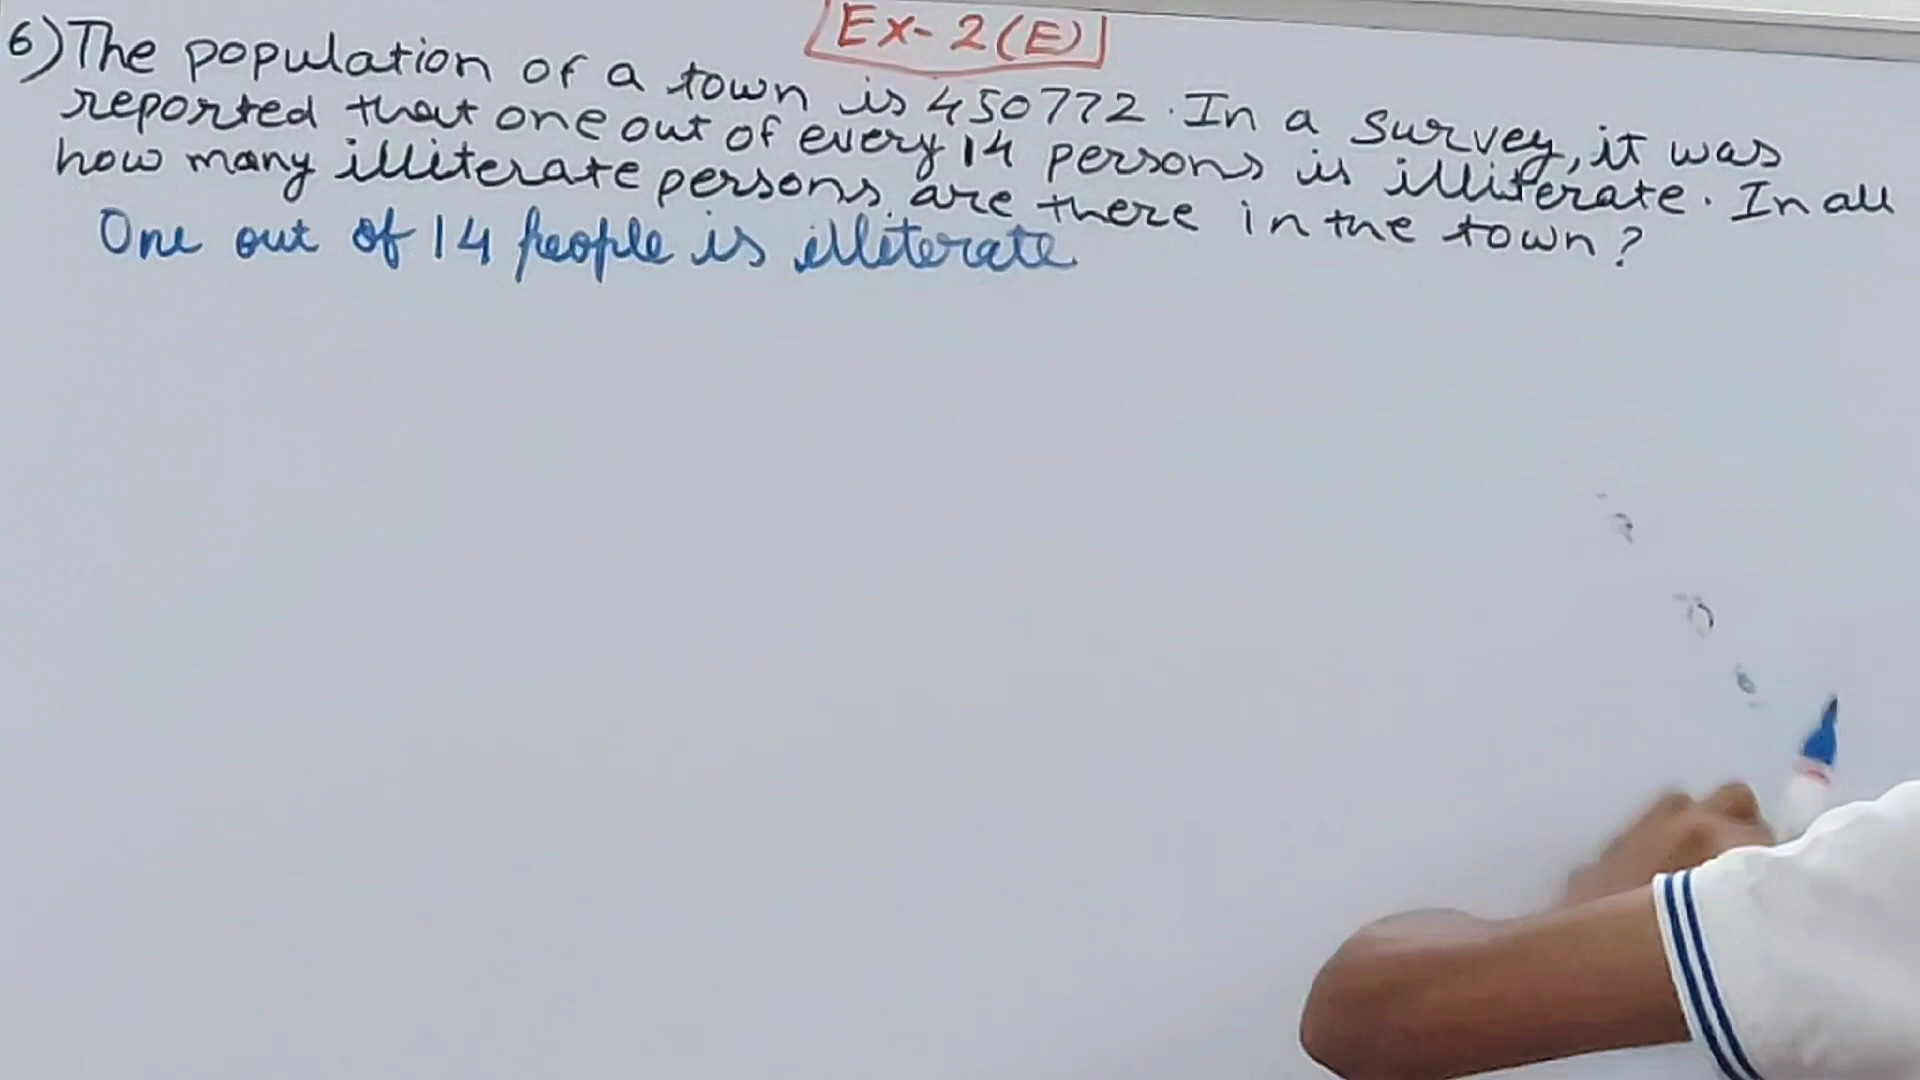 Ex-2(E)
6) The population of a town is 450772. In a survey, it was
reported that one out of every 14 persons is illiterate. In all
how many illiterate persons are there in the town?
One out of 14 people is illiterate